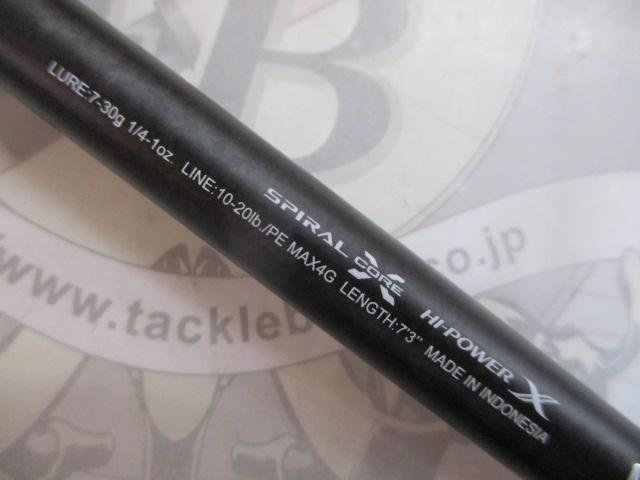 LURE:7-30g 1/4-1oz. LINE:10-20lb./PE MAX4G LENGTH:7'3" MADE IN INDONESIA
SPIRAL X CORE HI-POWER X
B
www.tackleb
co.jp